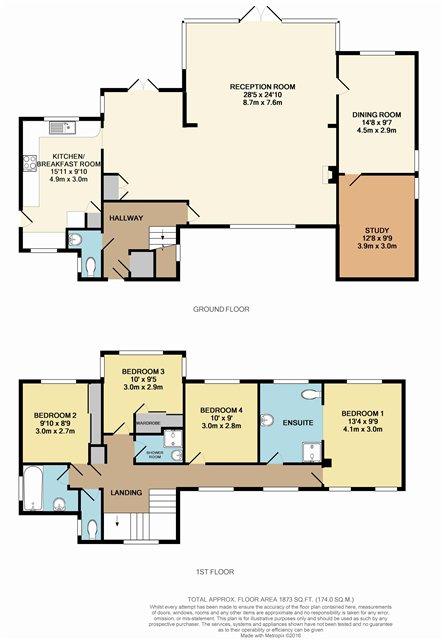 RECEPTION ROOM
28'5 x 24'10
8.7m x 7.6m
DINING ROOM
14'8 x 9'7
4.5m x 2.9m
KITCHEN/
BREAKFAST ROOM
15'11 x 9'10
4.9m x 3.0m
HALLWAY
STUDY
12'8 x 9'9
3.9m x 3.0m
GROUND FLOOR
BEDROOM 3
10' x 9'5
3.0m x 2.9m
BEDROOM 2
9'10 x 8'9
3.0m x 2.7m
WARDROBE
BEDROOM 4
10' x 9'
3.0m x 2.8m
ENSUITE
BEDROOM 1
13'4 x 9'9
4.1m x 3.0m
SHOWER
ROOM
LANDING
1ST FLOOR
TOTAL APPROX. FLOOR AREA 1873 SQ.FT. (174.0 SQ.M.)
Whilst every attempt has been made to ensure the accuracy of the floor plan contained here, measurements
of doors, windows, rooms and any other items are approximate and no responsibility is taken for any error,
omission, or mis-statement. This plan is for illustrative purposes only and should be used as such by any
prospective purchaser. The services, systems and appliances shown have not been tested and no guarantee
as to their operability or efficiency can be given
Made with Metropix ©2016